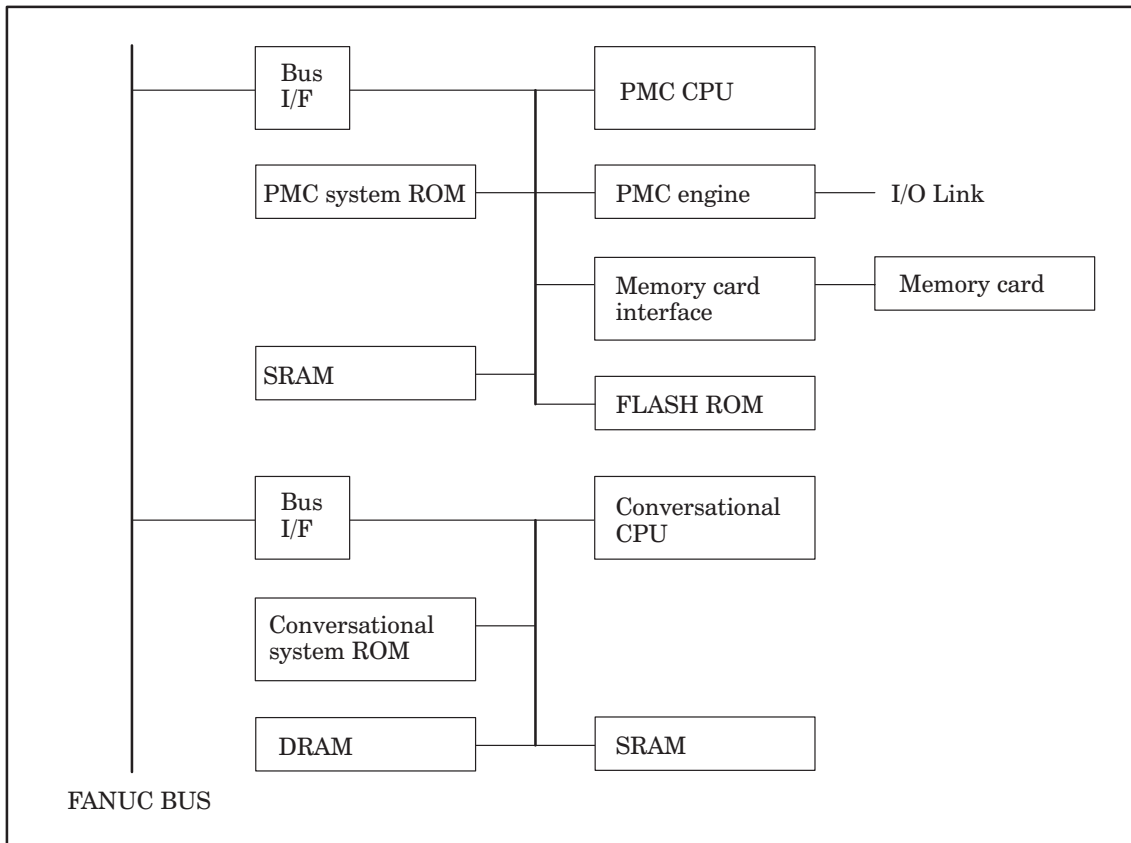 Bus
I/F
PMC CPU
PMC system ROM
PMC engine
I/O Link
Memory card
interface
Memory card
SRAM
FLASH ROM
Bus
I/F
Conversational
CPU
Conversational
system ROM
DRAM
SRAM
FANUC BUS